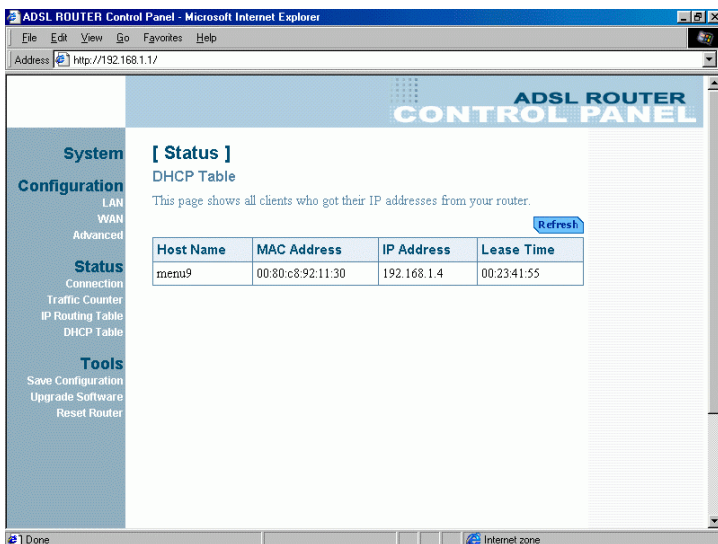 ADSL ROUTER Control Panel - Microsoft Internet Explorer
File Edit View Go Favorites Help
Address http://192.168.1.1/
ADSL ROUTER
CONTROL PANEL
System
Configuration
LAN
WAN
Advanced
Status
Connection
Traffic Counter
IP Routing Table
DHCP Table
Tools
Save Configuration
Upgrade Software
Reset Router
[ Status ]
DHCP Table
This page shows all clients who got their IP addresses from your router.
Refresh
Host Name MAC Address IP Address Lease Time
menu9 00:80:c8:92:11:30 192.168.1.4 00:23:41:55
Done Internet zone